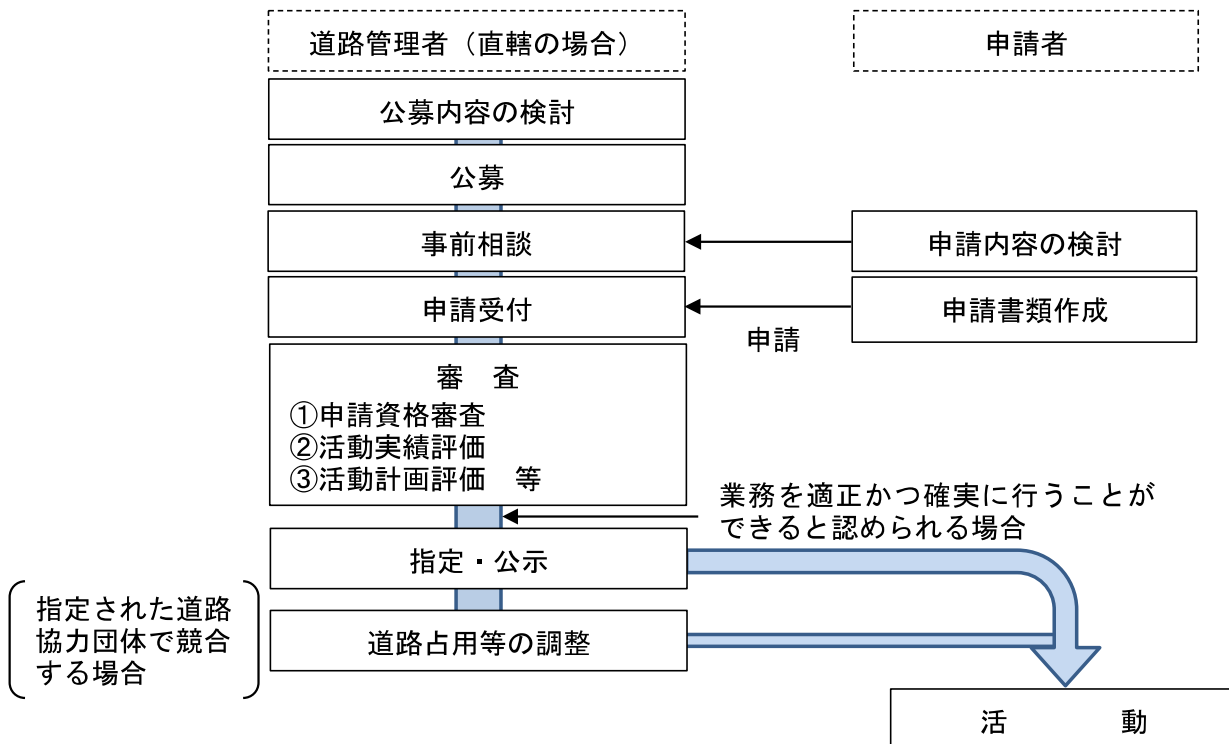 道路管理者（直轄の場合）
申請者
公募内容の検討
公募
事前相談
申請内容の検討
申請受付
申請書類作成
申請
審　査
①申請資格審査
②活動実績評価
③活動計画評価　等
業務を適正かつ確実に行うことが
できると認められる場合
指定・公示
指定された道路
協力団体で競合
する場合
道路占用等の調整
活　　動